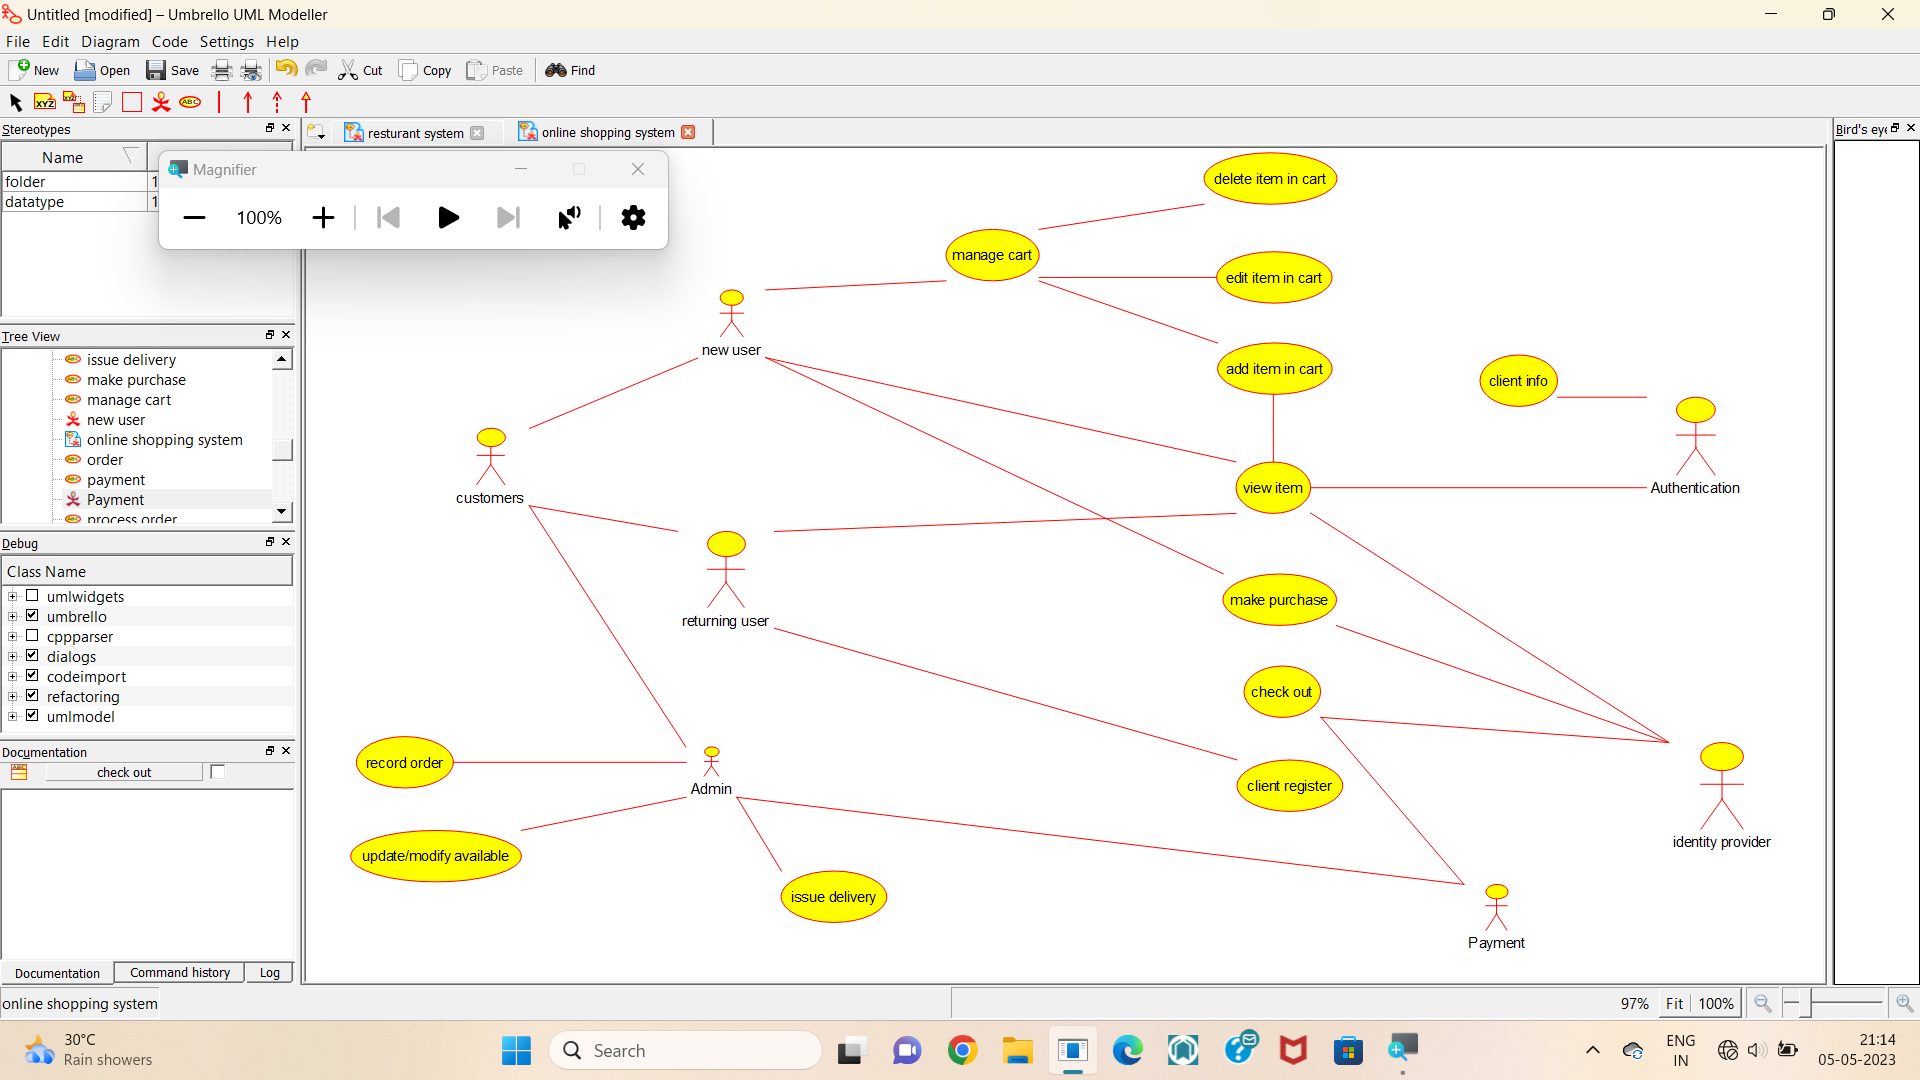 Untitled [modified] – Umbrello UML Modeller
File Edit Diagram Code Settings Help
New Open Save Cut Copy Paste Find
XYZ XYZ ABC
Stereotypes
Name
folder 1
datatype 1
Magnifier
100%
Tree View
issue delivery
make purchase
manage cart
new user
online shopping system
order
payment
Payment
process order
Debug
Class Name
umlwidgets
umbrello
cppparser
dialogs
codeimport
refactoring
umlmodel
Documentation
check out
Documentation Command history Log
resturant system online shopping system
Bird's eye
delete item in cart
manage cart
edit item in cart
new user
add item in cart
client info
customers
view item
Authentication
returning user
make purchase
check out
record order
Admin
client register
identity provider
update/modify available
issue delivery
Payment
online shopping system
97% Fit 100%
30°C
Rain showers
Search
ENG
IN
21:14
05-05-2023